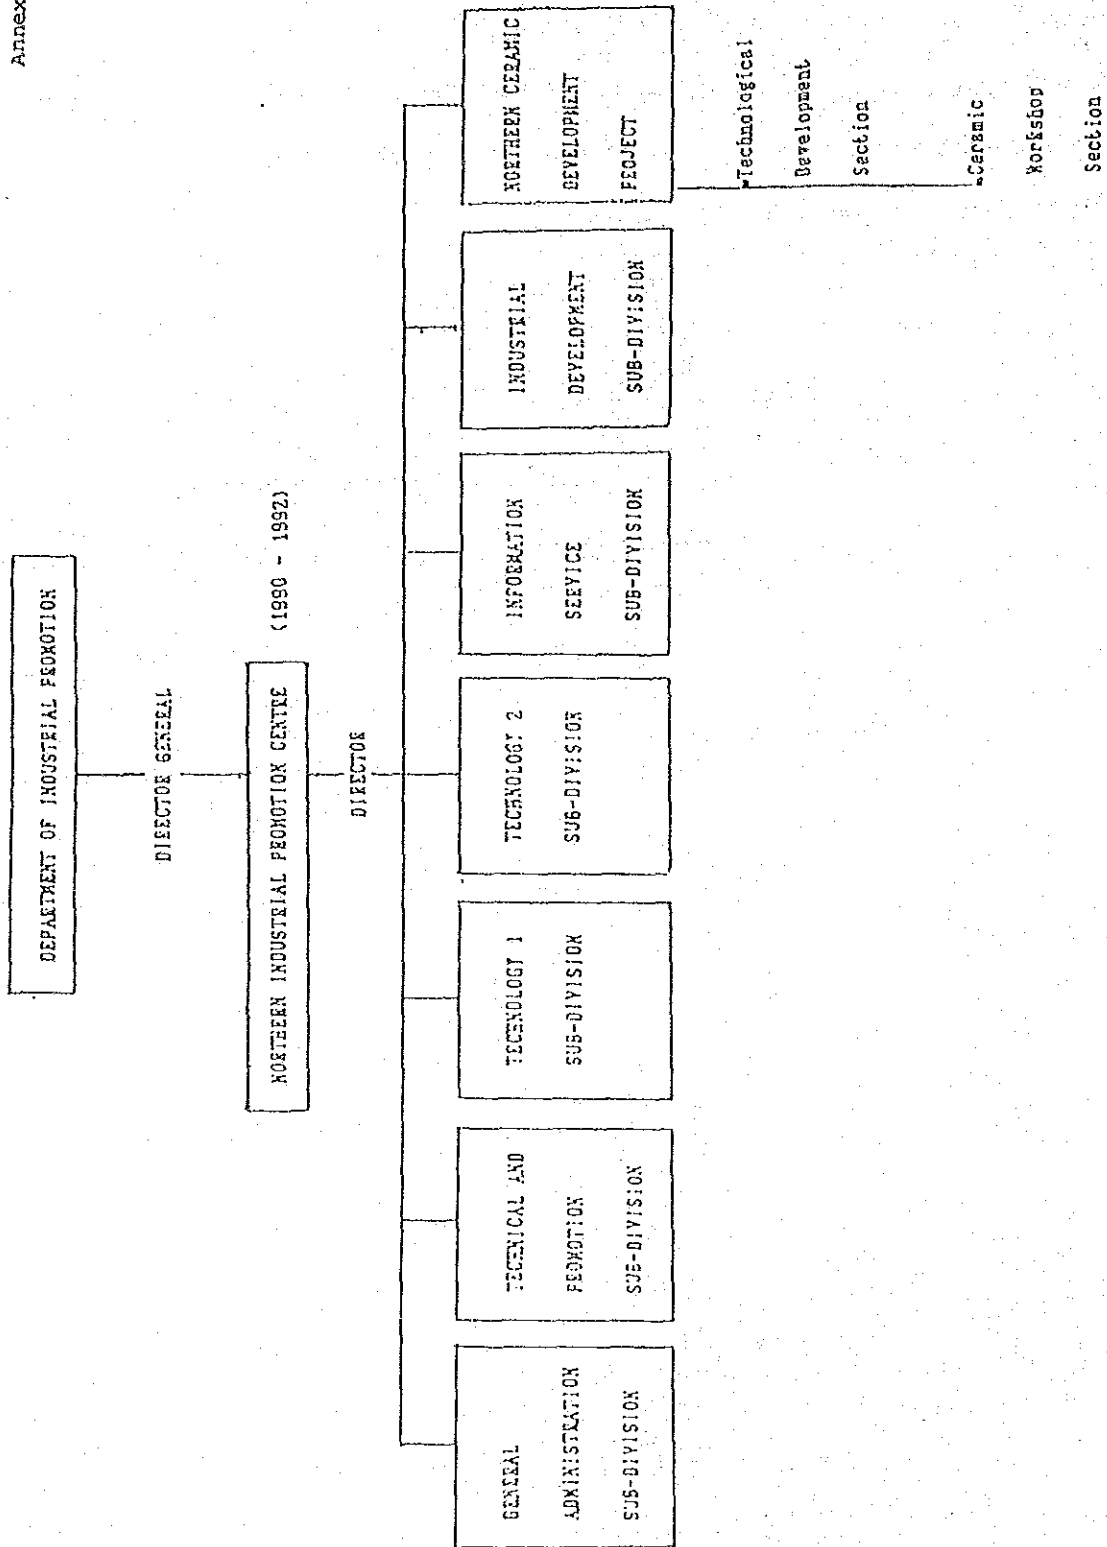 Annex
DEPARTMENT OF INDUSTRIAL PROMOTION
DIRECTOR GENERAL
NORTHERN INDUSTRIAL PROMOTION CENTRE
(1990 - 1992)
DIRECTOR
GENERAL
ADMINISTRATION
SUB-DIVISION
TECHNICAL AND
PROMOTION
SUB-DIVISION
TECHNOLOGY 1
SUB-DIVISION
TECHNOLOGY 2
SUB-DIVISION
INFORMATION
SERVICE
SUB-DIVISION
INDUSTRIAL
DEVELOPMENT
SUB-DIVISION
NORTHERN CERAMIC
DEVELOPMENT
PROJECT
-Technological
Development
Section
-Ceramic
Workshop
Section